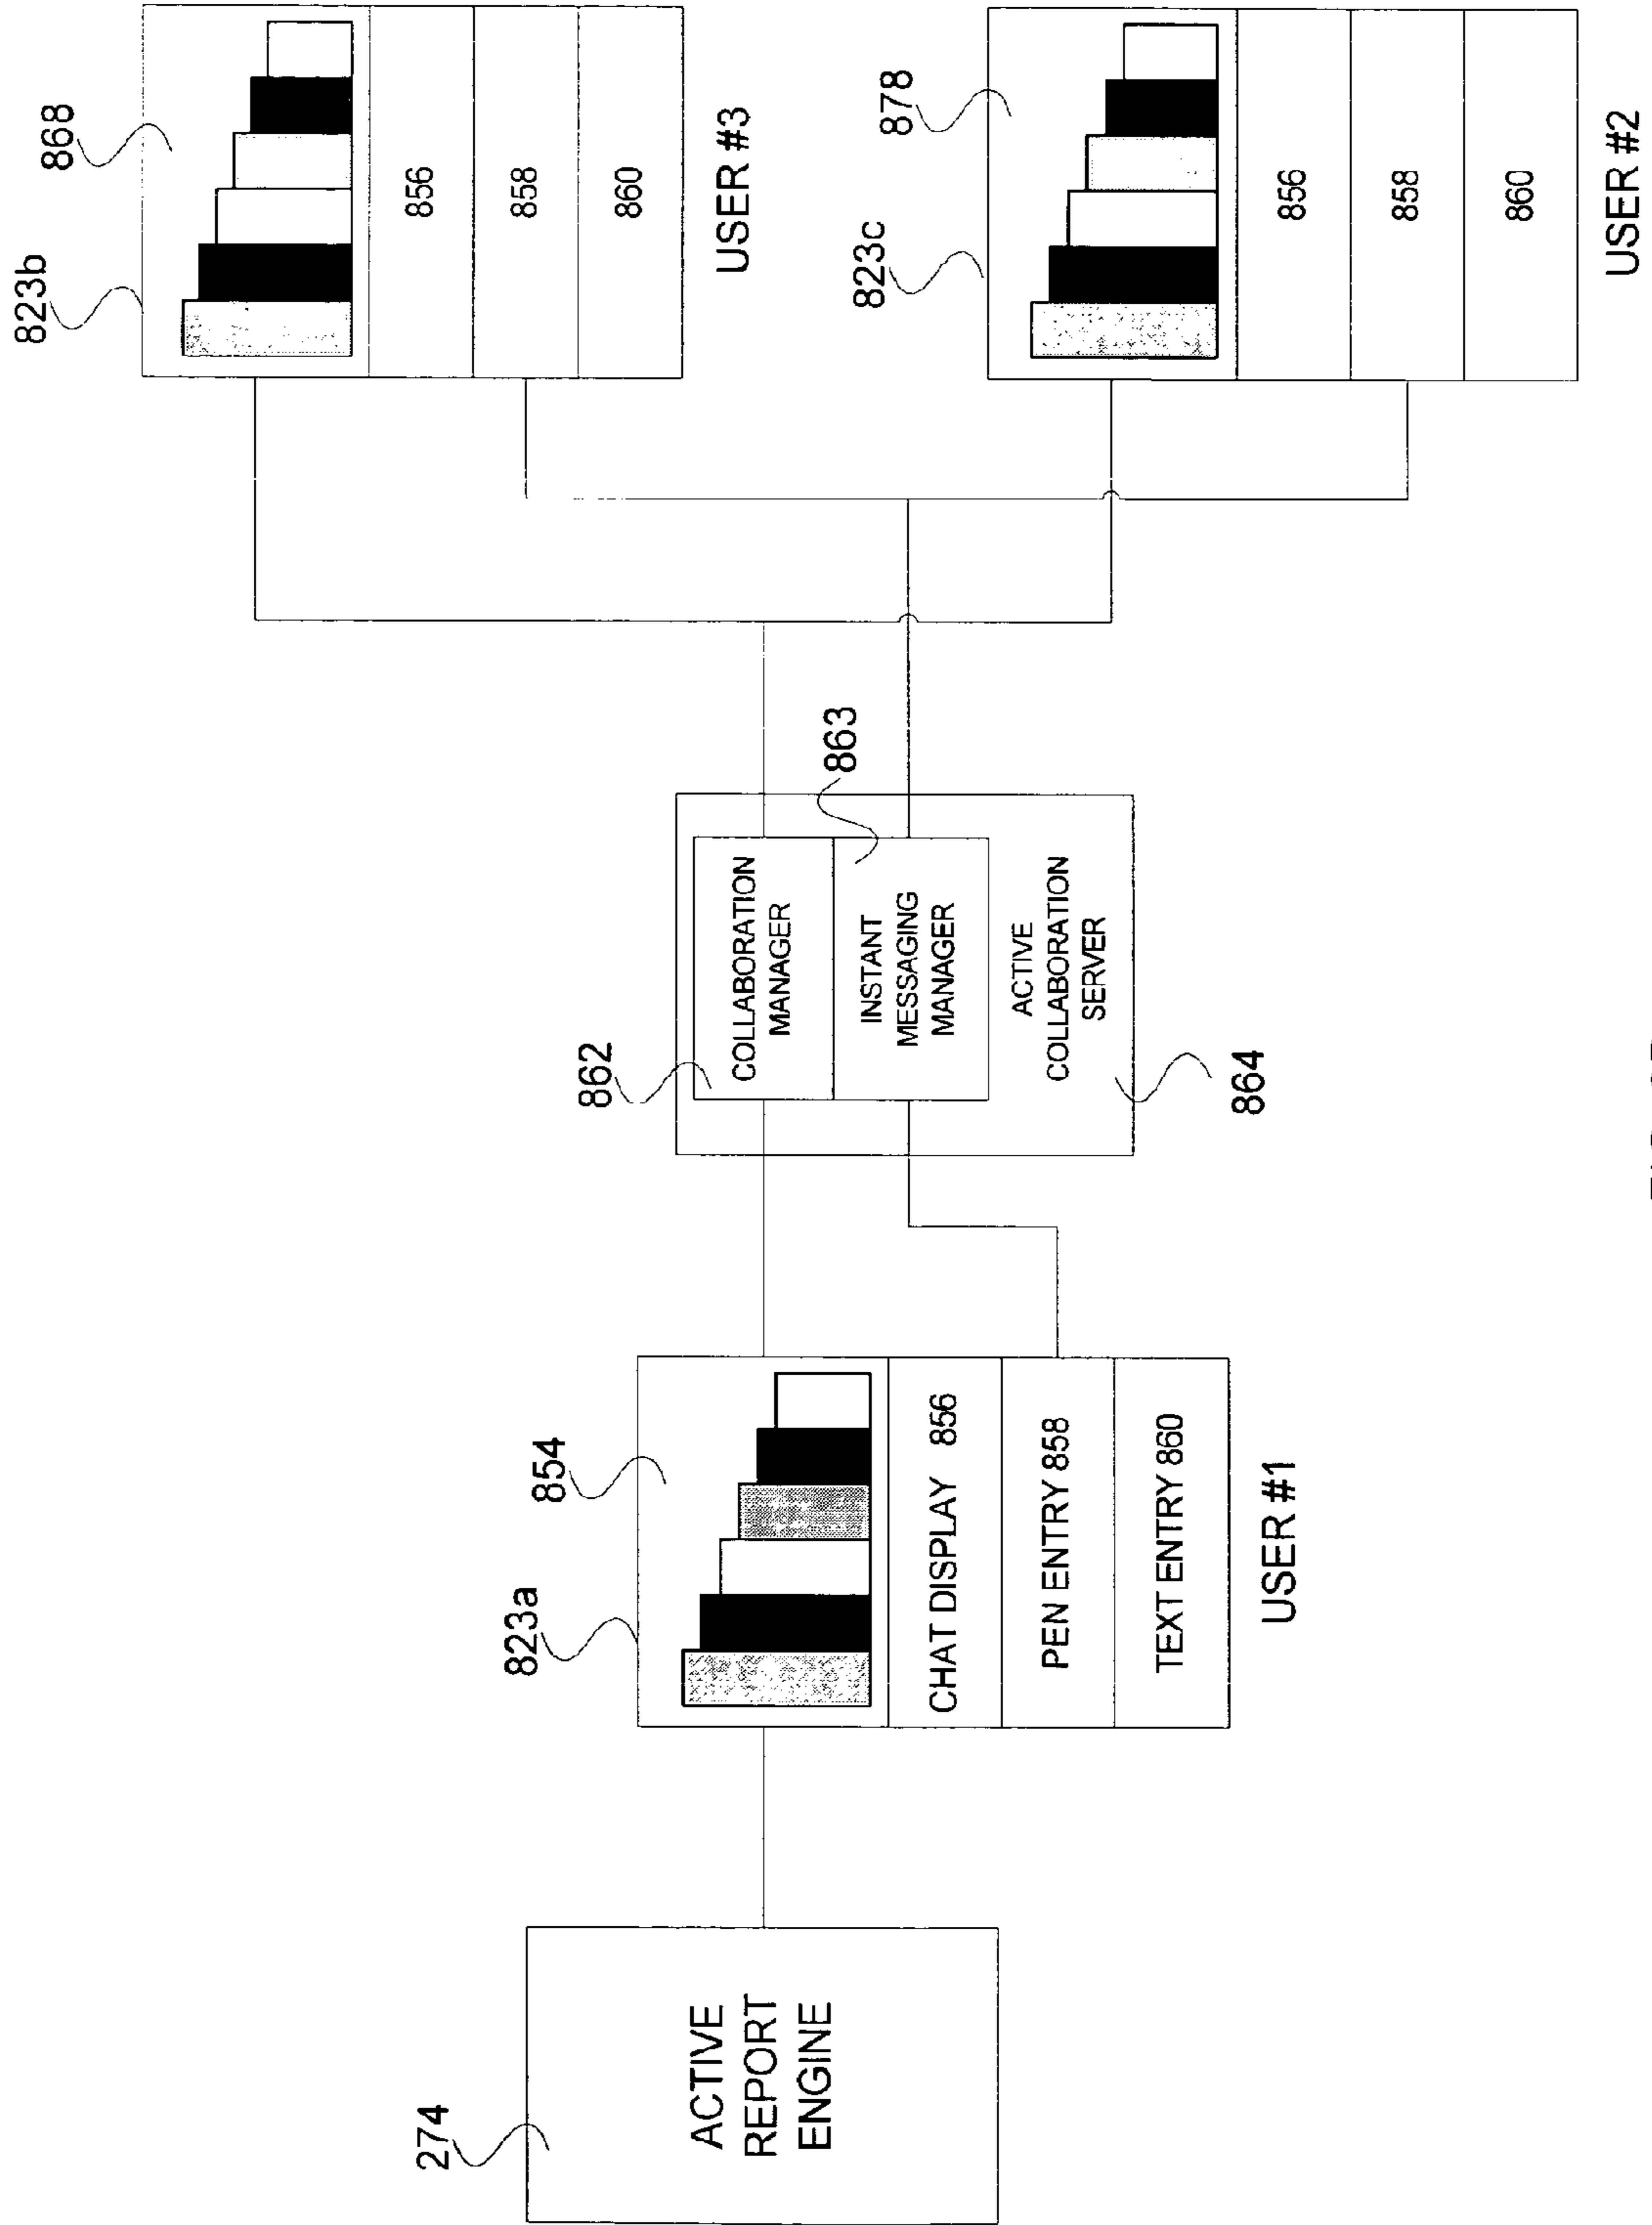 274
ACTIVE
REPORT
ENGINE
823a
854
CHAT DISPLAY 856
PEN ENTRY 858
TEXT ENTRY 860
USER #1
862
COLLABORATION
MANAGER
863
INSTANT
MESSAGING
MANAGER
ACTIVE
COLLABORATION
SERVER
864
823b
868
856
858
860
USER #3
823c
878
856
858
860
USER #2